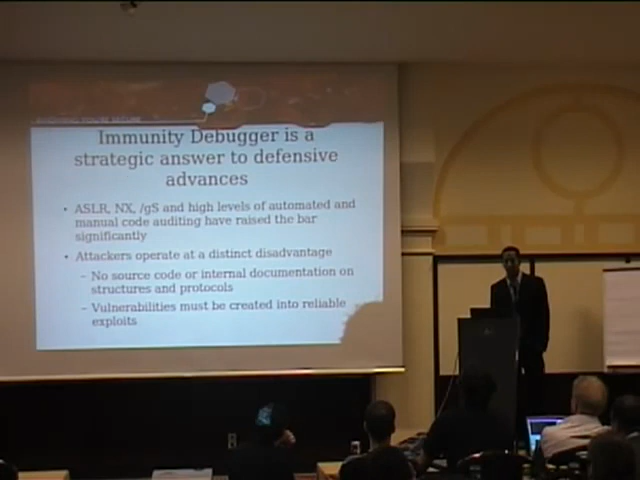 Immunity Debugger is a
strategic answer to defensive
advances
• ASLR, NX, /gS and high levels of automated and
manual code auditing have raised the bar
significantly
• Attackers operate at a distinct disadvantage
– No source code or internal documentation on
structures and protocols
– Vulnerabilities must be created into reliable
exploits